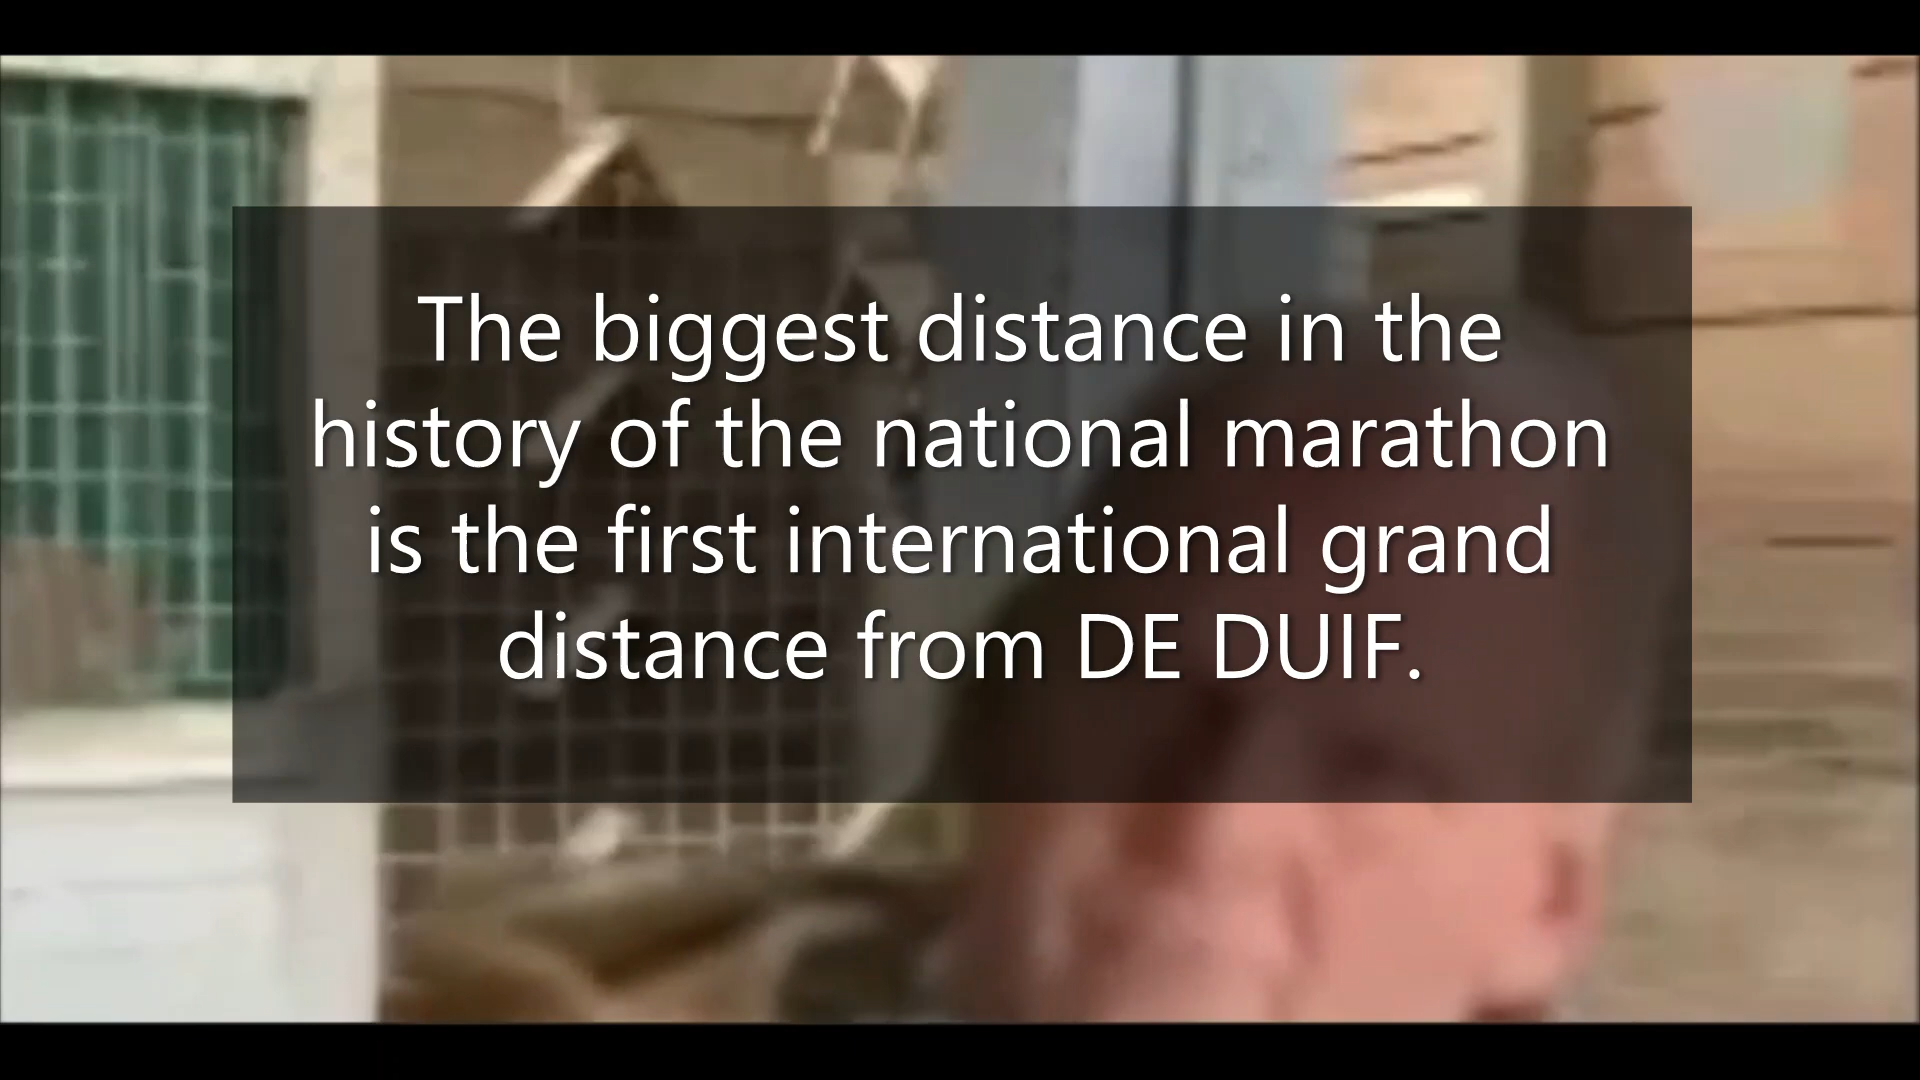 The biggest distance in the
history of the national marathon
is the first international grand
distance from DE DUIF.